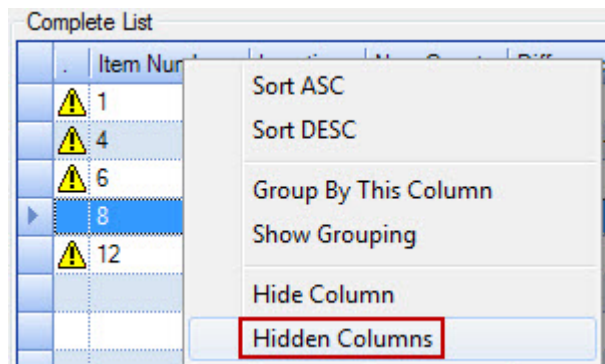 Complete List
. Item Num
1
Sort ASC
4
Sort DESC
6
Group By This Column
8
Show Grouping
12
Hide Column
Hidden Columns